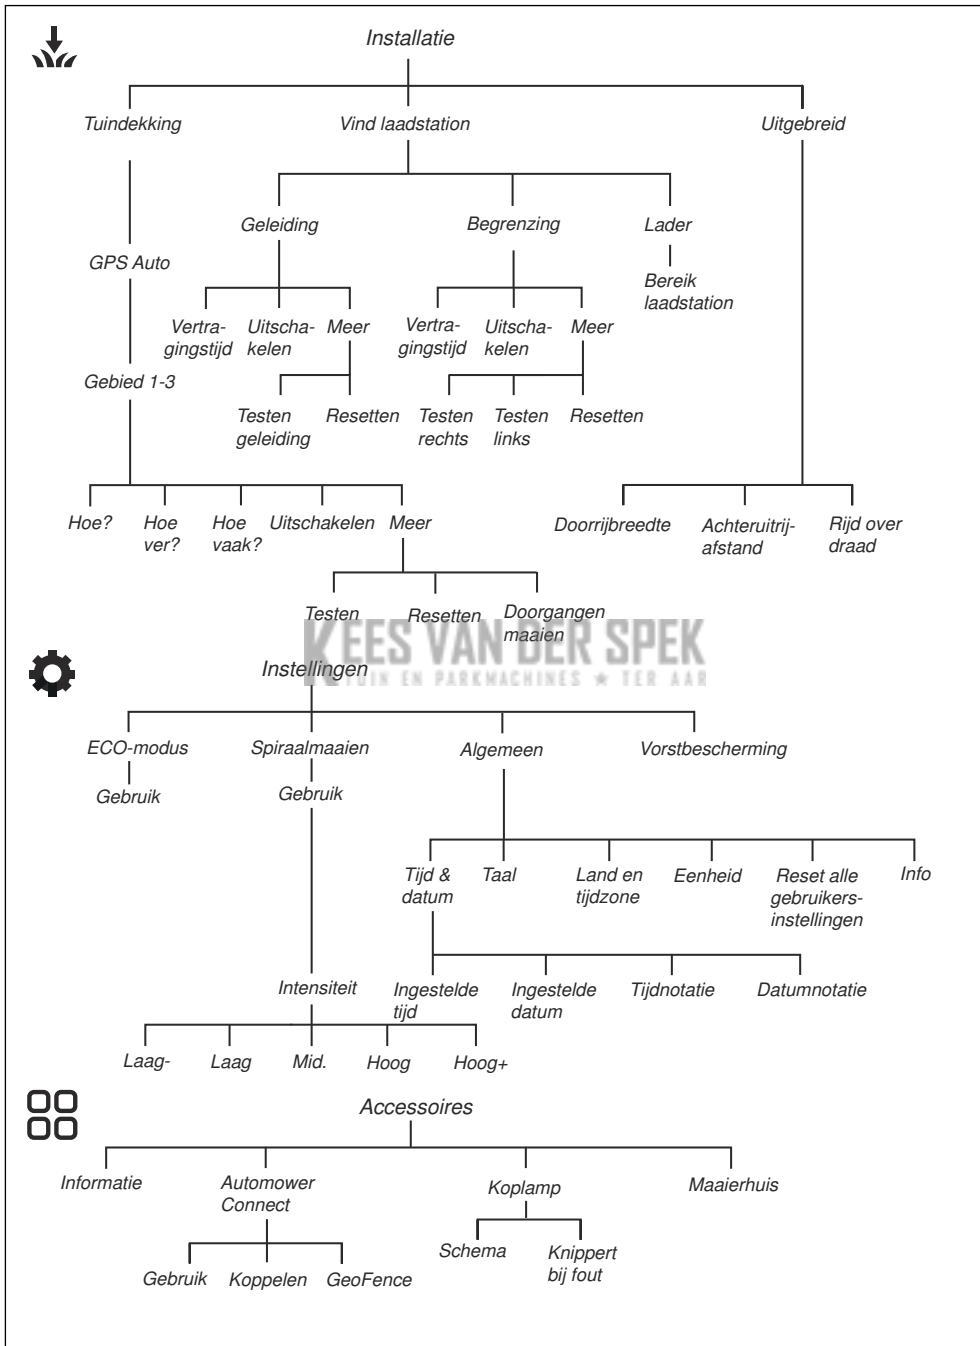 Installatie
Tuindekking
Vind laadstation
Uitgebreid
Geleiding
Begrenzing
Lader
GPS Auto
Bereik
laadstation
Vertra-
gingstijd
Uitscha-
kelen
Meer
Vertra-
gingstijd
Uitscha-
kelen
Meer
Gebied 1-3
Testen
geleiding
Resetten
Testen
rechts
Testen
links
Resetten
Hoe?
Hoe
ver?
Hoe
vaak?
Uitschakelen
Meer
Doorrijbreedte
Achteruitrij-
afstand
Rijd over
draad
Testen
Resetten
Doorgangen
maaien
KEES VAN DER SPEK
TUIN EN PARKMACHINES ★ TER AAR
Instellingen
ECO-modus
Spiraalmaaien
Algemeen
Vorstbescherming
Gebruik
Gebruik
Tijd &
datum
Taal
Land en
tijdzone
Eenheid
Reset alle
gebruikers-
instellingen
Info
Intensiteit
Ingestelde
tijd
Ingestelde
datum
Tijdnotatie
Datumnotatie
Laag-
Laag
Mid.
Hoog
Hoog+
Accessoires
Informatie
Automower
Connect
Koplamp
Maaierhuis
Schema
Knippert
bij fout
Gebruik
Koppelen
GeoFence